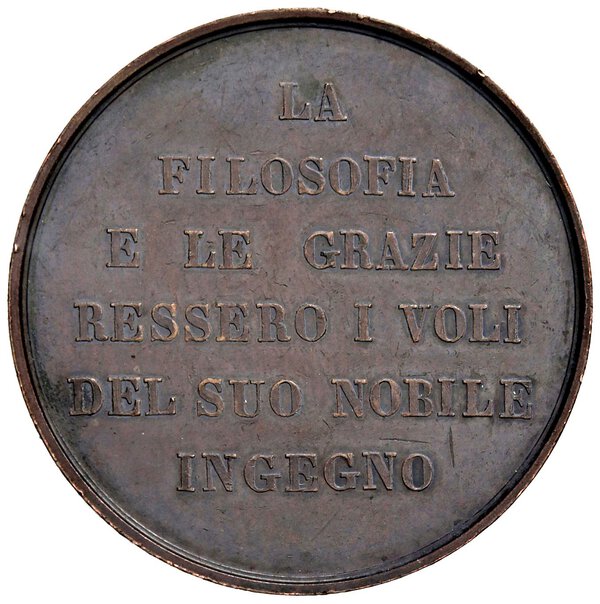 LA
FILOSOFIA
E LE GRAZIE
RESSERO I VOLI
DEL SUO NOBILE
INGEGNO